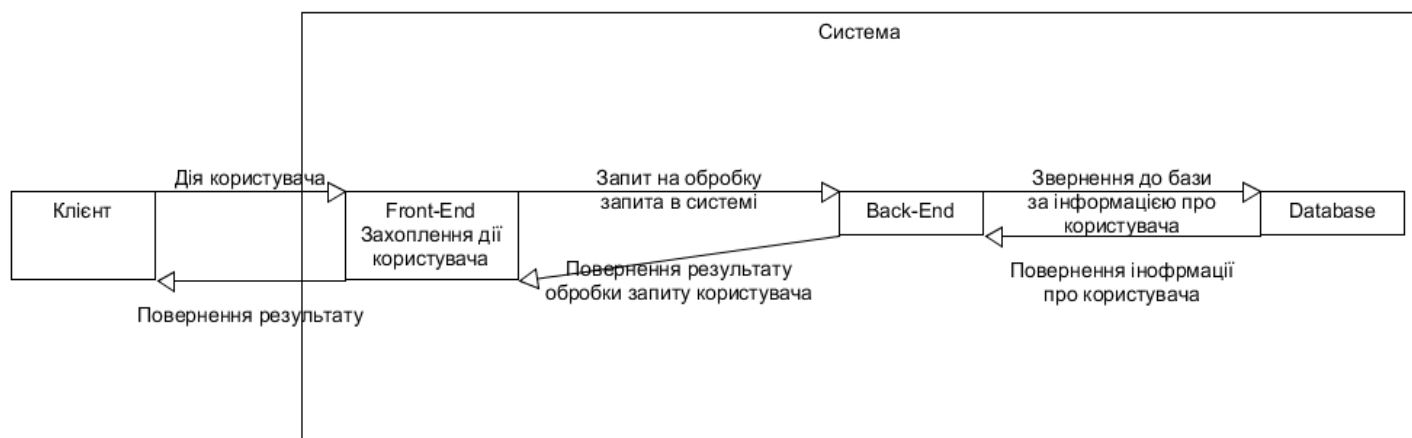 Система
Дія користувача
Клієнт
Front-End
Захоплення дії
користувача
Запит на обробку
запита в системі
Back-End
Звернення до бази
за інформацією про
користувача
Database
Повернення результату
Повернення результату
обробки запиту користувача
Повернення інофрмації
про користувача